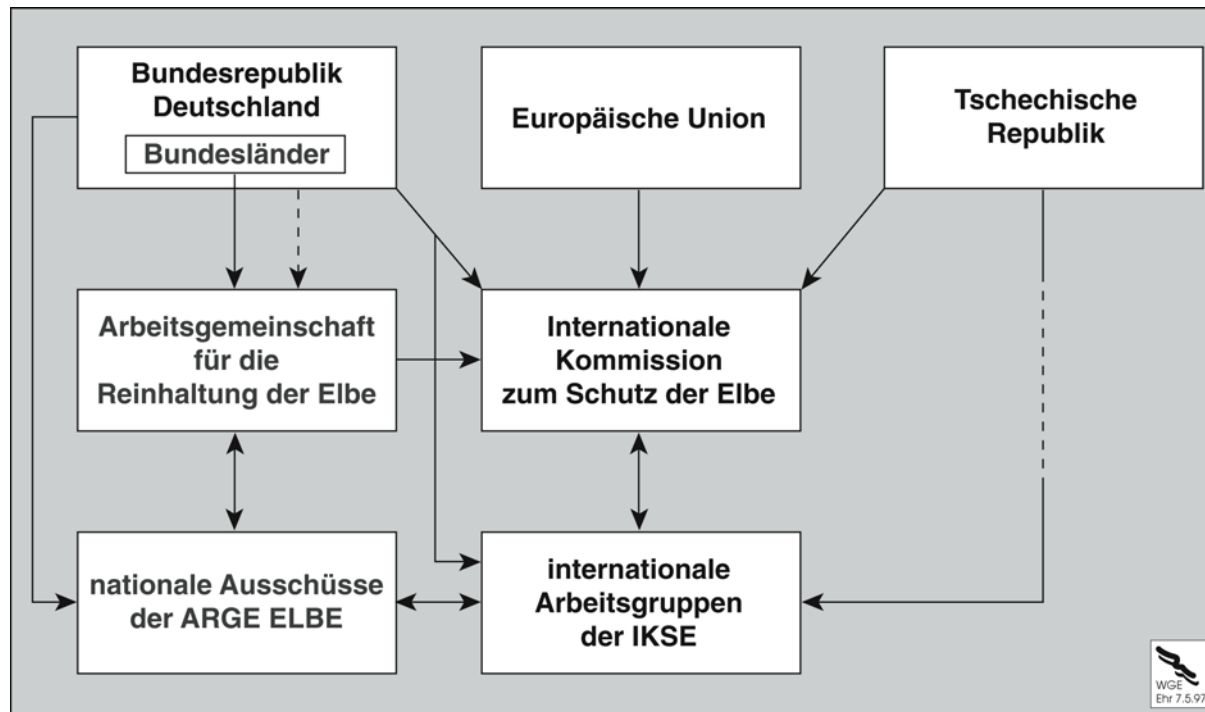 Bundesrepublik
Deutschland
Bundesländer
Europäische Union
Tschechische
Republik
Arbeitsgemeinschaft
für die
Reinhaltung der Elbe
Internationale
Kommission
zum Schutz der Elbe
nationale Ausschüsse
der ARGE ELBE
internationale
Arbeitsgruppen
der IKSE
WGE
Ehr 7.5.97